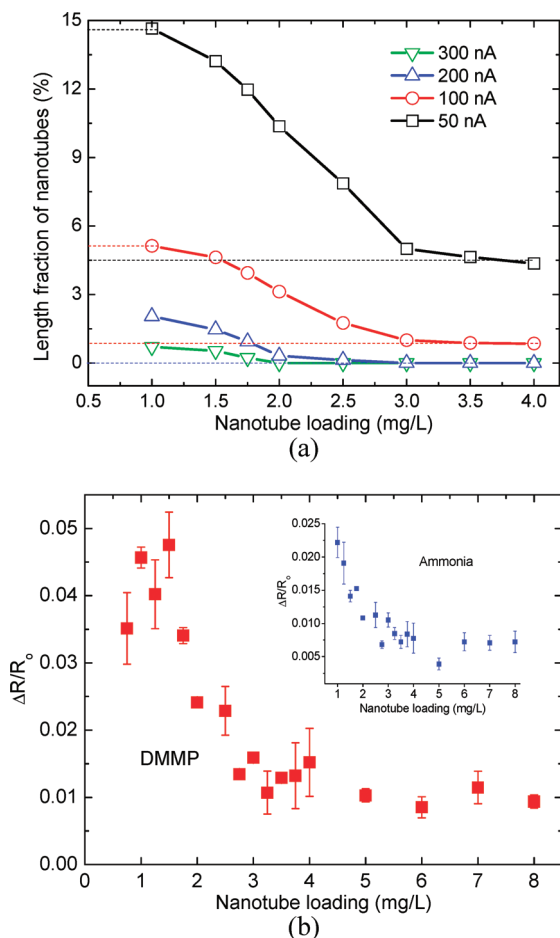 (a)
15
12
9
6
3
0
Length fraction of nanotubes (%)
300 nA
200 nA
100 nA
50 nA
0.5 1.0 1.5 2.0 2.5 3.0 3.5 4.0
Nanotube loading (mg/L)
(a)
0.05
0.04
0.03
0.02
0.01
0.00
ΔR/Ro
DMMP
0.025
0.020
0.015
0.010
0.005
ΔR/Ro
Ammonia
1 2 3 4 5 6 7 8
Nanotube loading (mg/L)
0 1 2 3 4 5 6 7 8
Nanotube loading (mg/L)
(b)